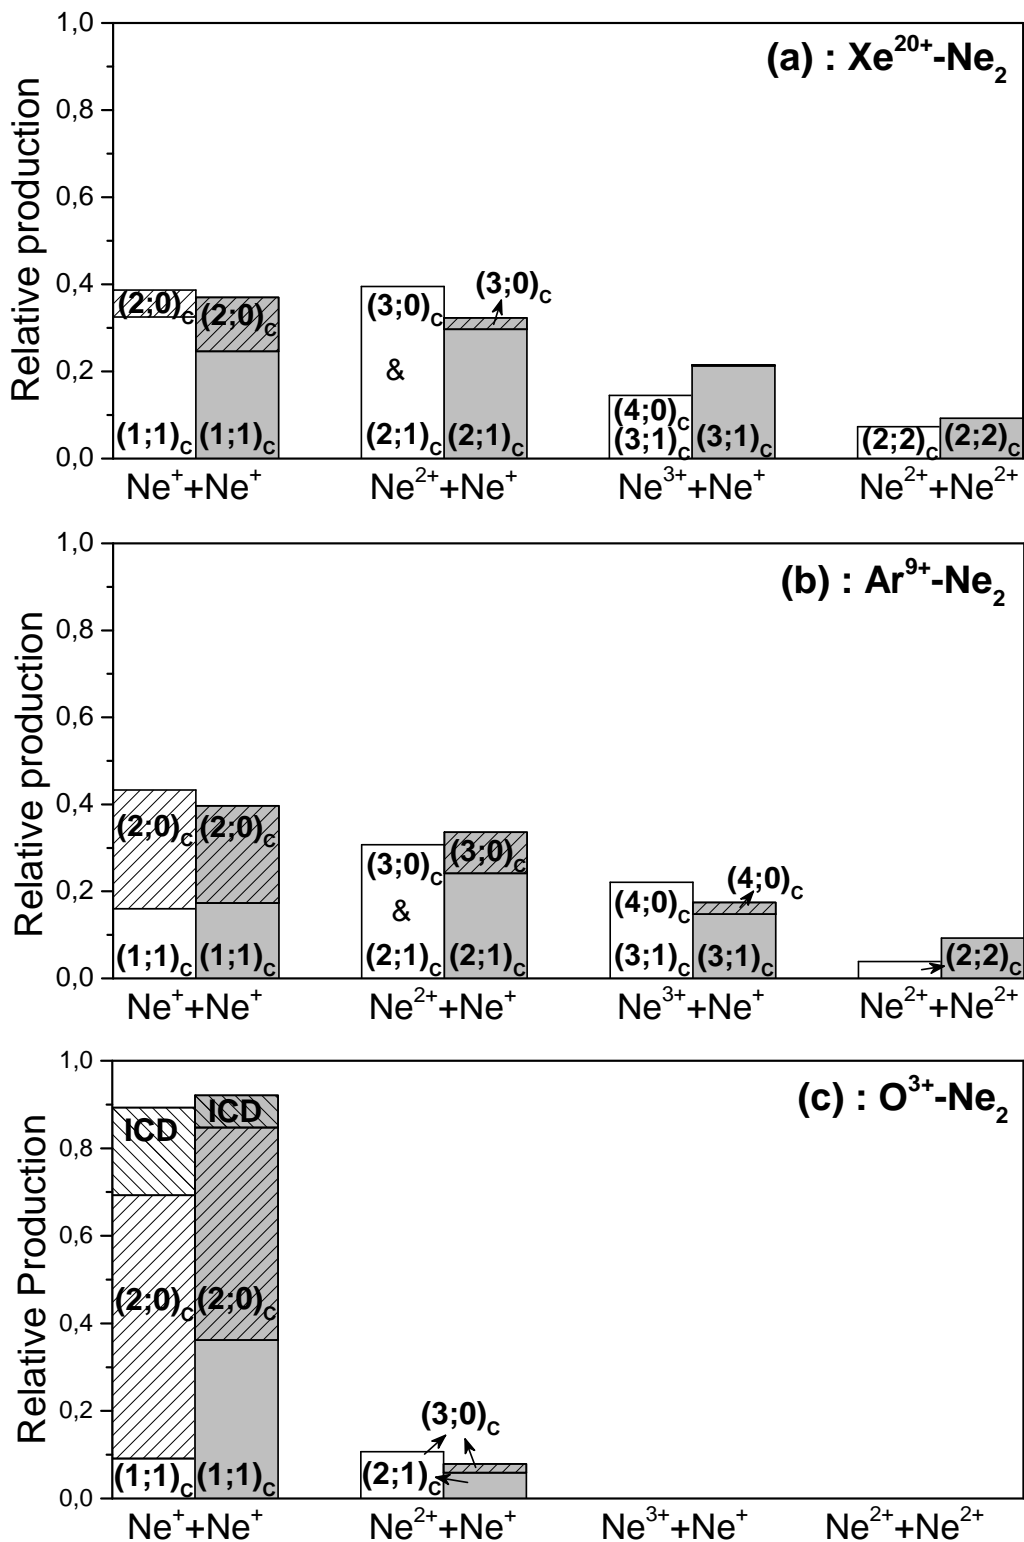 Relative production
1,0
0,8
0,6
0,4
0,2
0,0
(a) : Xe²⁰⁺-Ne₂
(2;0)C
(2;0)C
(1;1)C
(1;1)C
(3;0)C
&
(2;1)C
(3;0)C
(2;1)C
(4;0)C
(3;1)C
(3;1)C
(2;2)C
(2;2)C
Ne⁺+Ne⁺
Ne²⁺+Ne⁺
Ne³⁺+Ne⁺
Ne²⁺+Ne²⁺
Relative production
1,0
0,8
0,6
0,4
0,2
0,0
(b) : Ar⁹⁺-Ne₂
(2;0)C
(2;0)C
(1;1)C
(1;1)C
(3;0)C
&
(2;1)C
(3;0)C
(2;1)C
(4;0)C
(3;1)C
(4;0)C
(3;1)C
(2;2)C
Ne⁺+Ne⁺
Ne²⁺+Ne⁺
Ne³⁺+Ne⁺
Ne²⁺+Ne²⁺
Relative Production
1,0
0,8
0,6
0,4
0,2
0,0
(c) : O³⁺-Ne₂
ICD
ICD
(2;0)C
(2;0)C
(1;1)C
(1;1)C
(3;0)C
(2;1)C
Ne⁺+Ne⁺
Ne²⁺+Ne⁺
Ne³⁺+Ne⁺
Ne²⁺+Ne²⁺